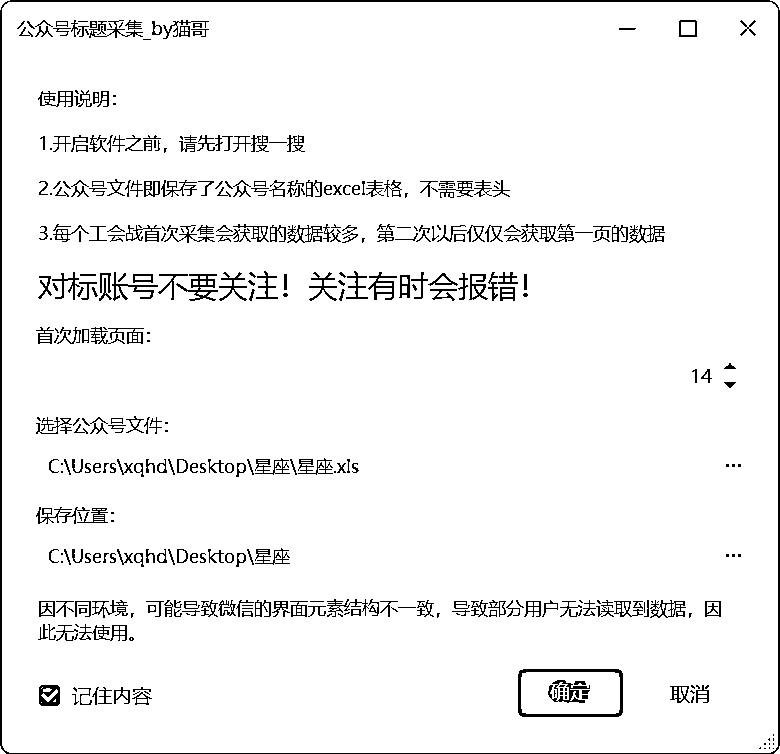 公众号标题采集_by猫哥
使用说明：
1.开启软件之前，请先打开搜一搜
2.公众号文件即保存了公众号名称的excel表格，不需要表头
3.每个工会战首次采集会获取的数据较多，第二次以后仅仅会获取第一页的数据
对标账号不要关注！关注有时会报错！
首次加载页面：
14
选择公众号文件：
C:\Users\xqhd\Desktop\星座\星座.xls
...
保存位置：
C:\Users\xqhd\Desktop\星座
...
因不同环境，可能导致微信的界面元素结构不一致，导致部分用户无法读取到数据，因
此无法使用。
记住内容
确定
取消